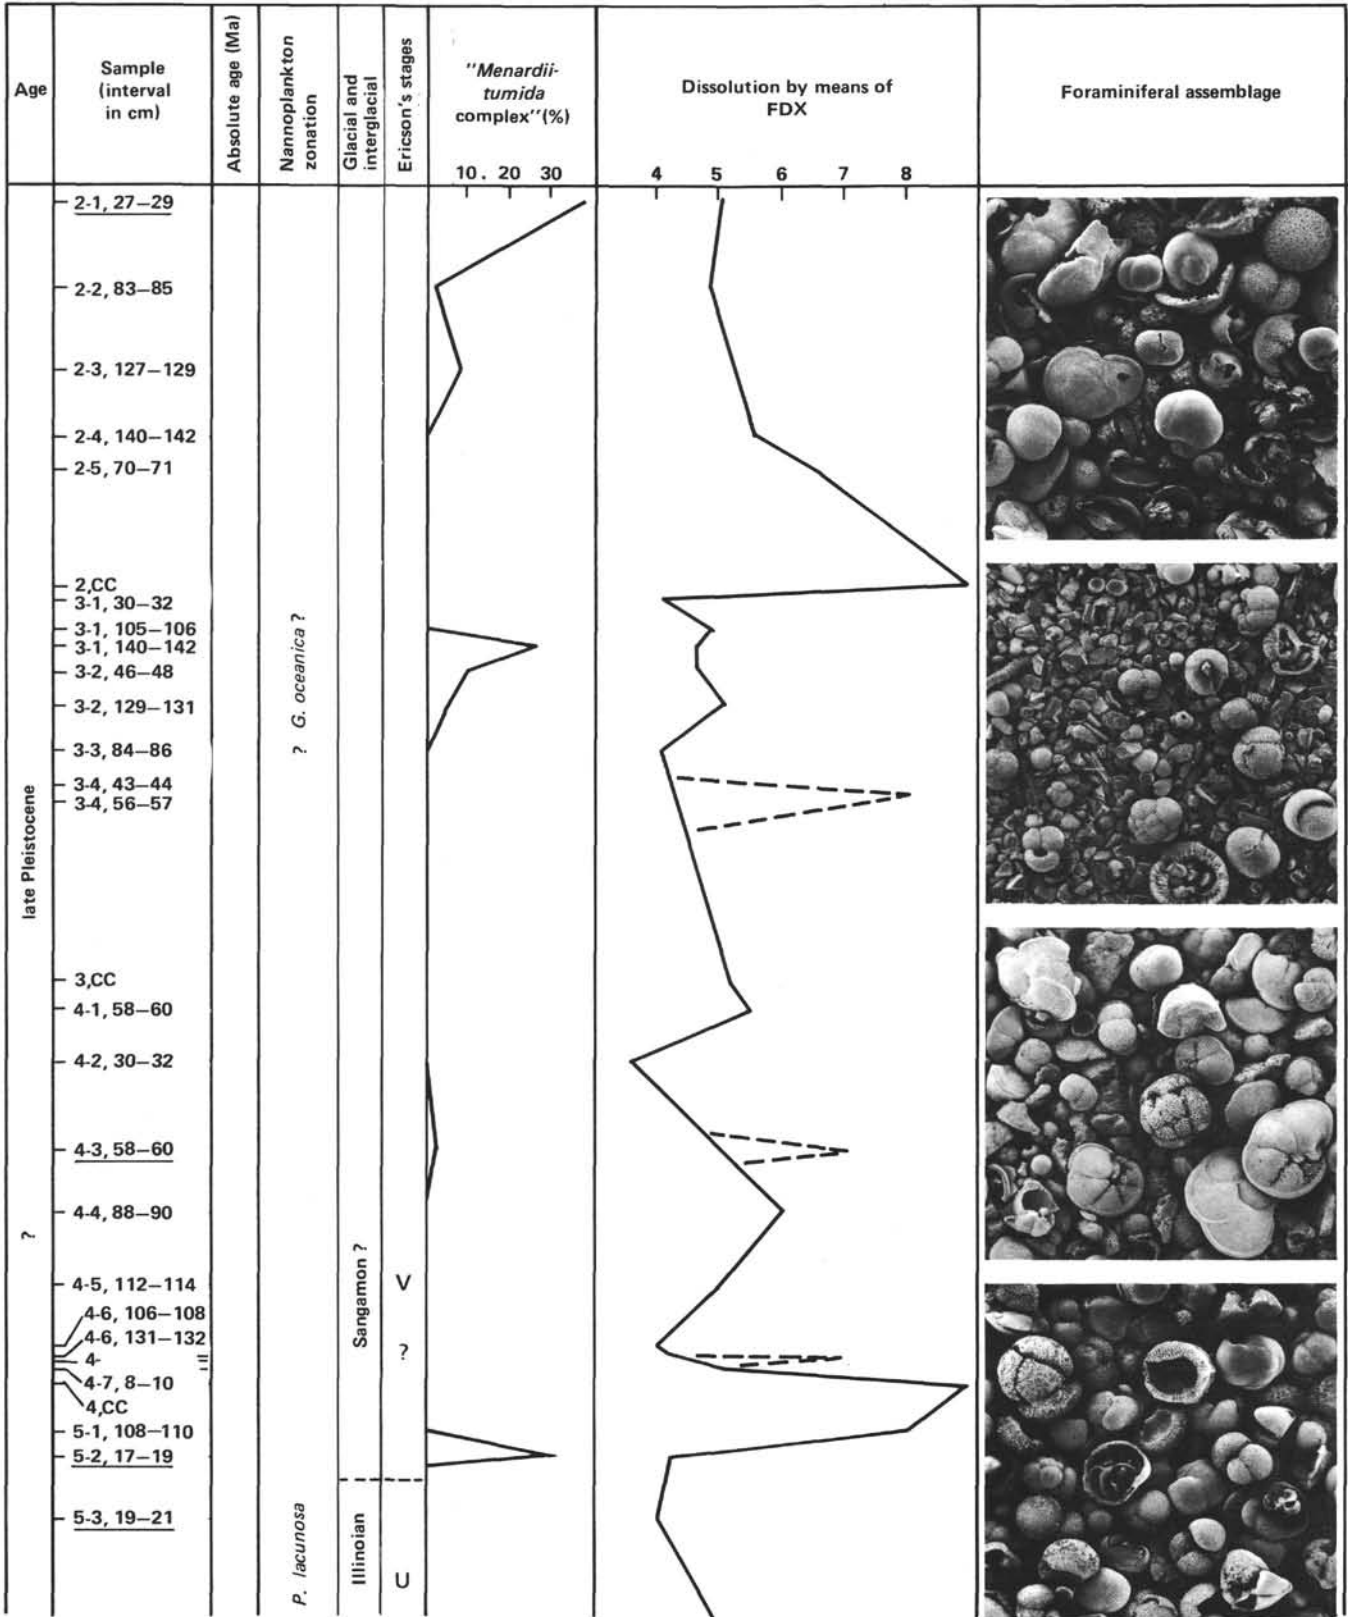 Age
Sample
(interval
in cm)
Absolute age (Ma)
Nannoplankton
zonation
Glacial and
interglacial
Ericson's stages
"Menardii-
tumida
complex" (%)
10. 20 30
Dissolution by means of
FDX
4 5 6 7 8
Foraminiferal assemblage
late Pleistocene
?
2-1, 27–29
2-2, 83–85
2-3, 127–129
2-4, 140–142
2-5, 70–71
2,CC
3-1, 30–32
3-1, 105–106
3-1, 140–142
3-2, 46–48
3-2, 129–131
3-3, 84–86
3-4, 43–44
3-4, 56–57
3,CC
4-1, 58–60
4-2, 30–32
4-3, 58–60
4-4, 88–90
4-5, 112–114
4-6, 106–108
4-6, 131–132
4-
4-7, 8–10
4,CC
5-1, 108–110
5-2, 17–19
5-3, 19–21
? G. oceanica ?
P. lacunosa
Sangamon ?
Illinoian
V
?
U